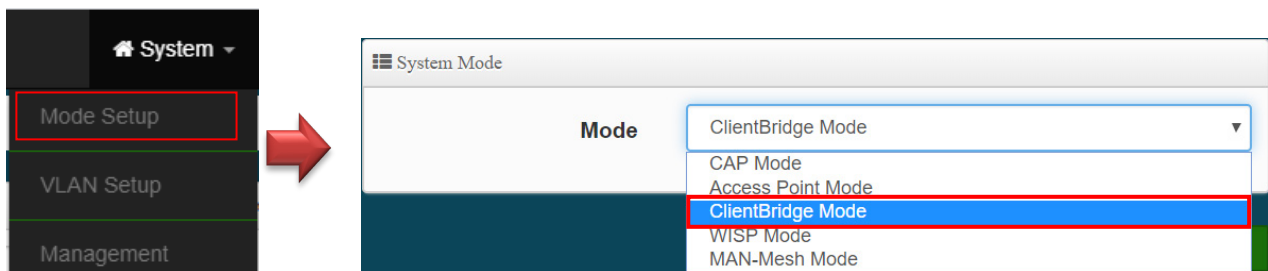 System
Mode Setup
VLAN Setup
Management
System Mode
Mode
ClientBridge Mode
CAP Mode
Access Point Mode
ClientBridge Mode
WISP Mode
MAN-Mesh Mode